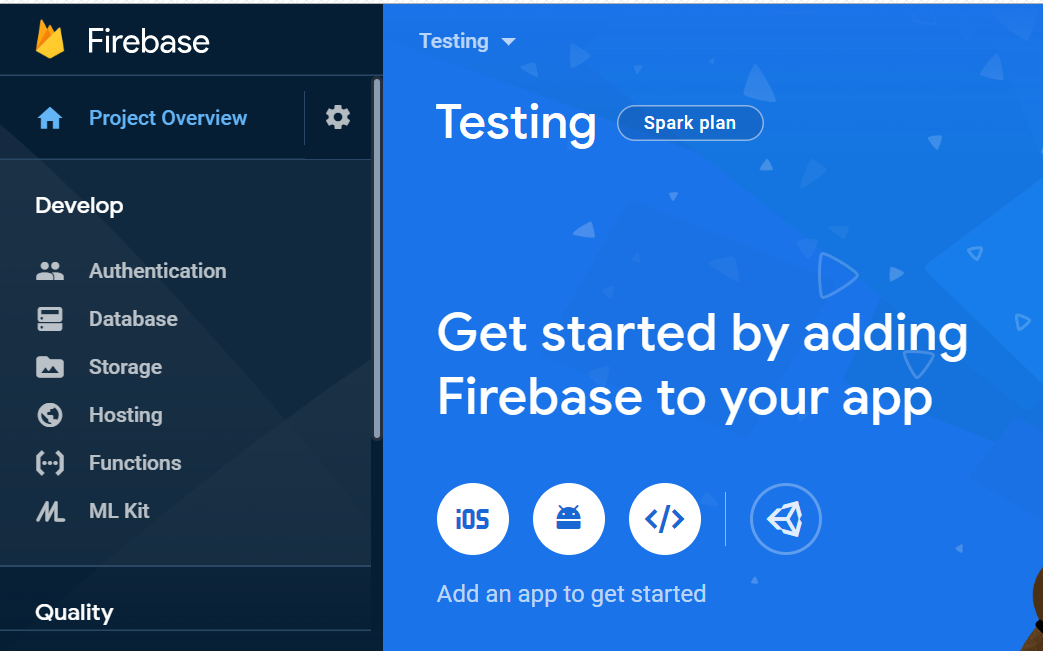 Firebase
Project Overview
Develop
Authentication
Database
Storage
Hosting
Functions
ML Kit
Quality
Testing
Testing
Spark plan
Get started by adding
Firebase to your app
iOS
Add an app to get started